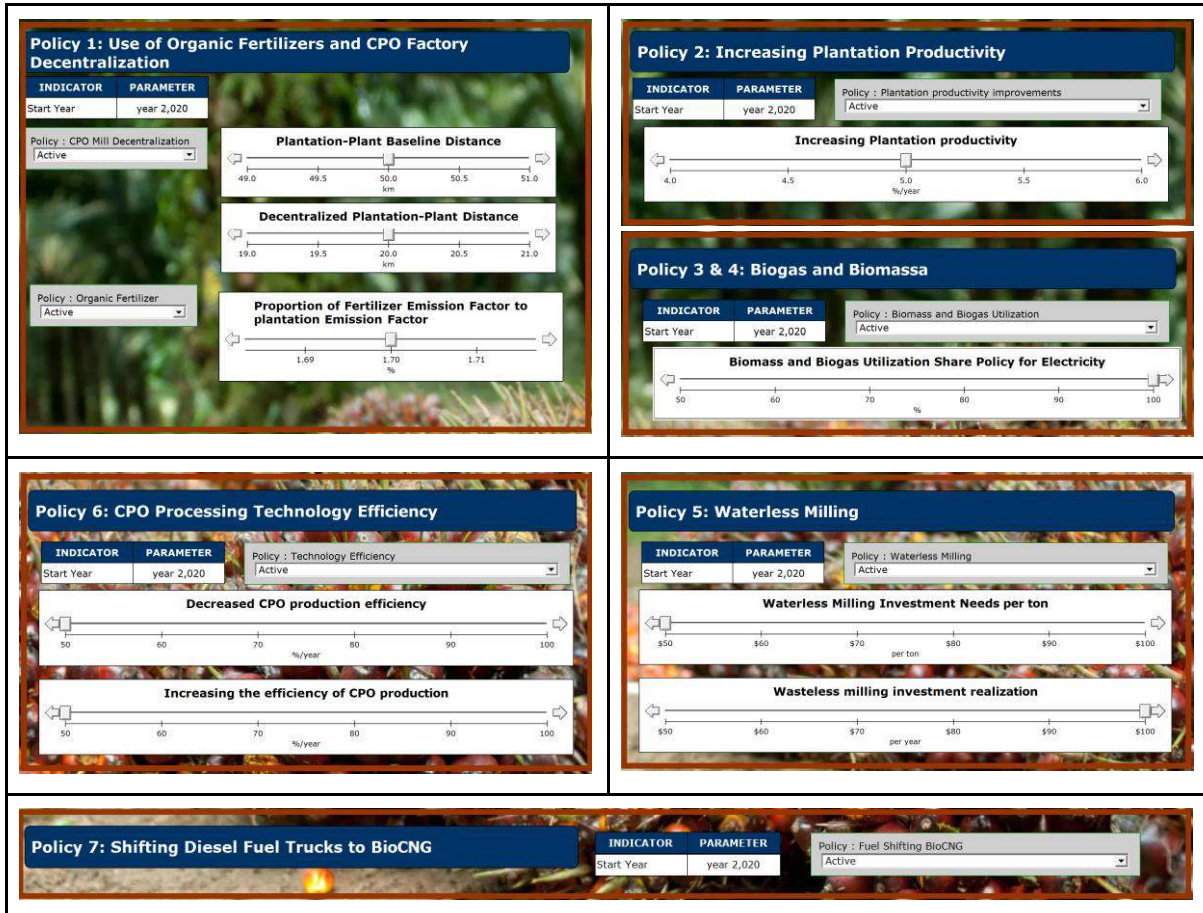 Policy 1: Use of Organic Fertilizers and CPO Factory
Decentralization
INDICATOR PARAMETER
Start Year year 2,020
Policy : CPO Mill Decentralization
Active
Plantation-Plant Baseline Distance
49.0 49.5 50.0 50.5 51.0
km
Decentralized Plantation-Plant Distance
19.0 19.5 20.0 20.5 21.0
km
Policy : Organic Fertilizer
Active
Proportion of Fertilizer Emission Factor to
plantation Emission Factor
1.69 1.70 1.71
%
Policy 2: Increasing Plantation Productivity
INDICATOR PARAMETER
Start Year year 2,020
Policy : Plantation productivity improvements
Active
Increasing Plantation productivity
4.0 4.5 5.0 5.5 6.0
%/year
Policy 3 & 4: Biogas and Biomassa
INDICATOR PARAMETER
Start Year year 2,020
Policy : Biomass and Biogas Utilization
Active
Biomass and Biogas Utilization Share Policy for Electricity
50 60 70 80 90 100
%
Policy 6: CPO Processing Technology Efficiency
INDICATOR PARAMETER
Start Year year 2,020
Policy : Technology Efficiency
Active
Decreased CPO production efficiency
50 60 70 80 90 100
%/year
Increasing the efficiency of CPO production
50 60 70 80 90 100
%/year
Policy 5: Waterless Milling
INDICATOR PARAMETER
Start Year year 2,020
Policy : Waterless Milling
Active
Waterless Milling Investment Needs per ton
$50 $60 $70 $80 $90 $100
per ton
Wasteless milling investment realization
$50 $60 $70 $80 $90 $100
per year
Policy 7: Shifting Diesel Fuel Trucks to BioCNG
INDICATOR PARAMETER
Start Year year 2,020
Policy : Fuel Shifting BioCNG
Active